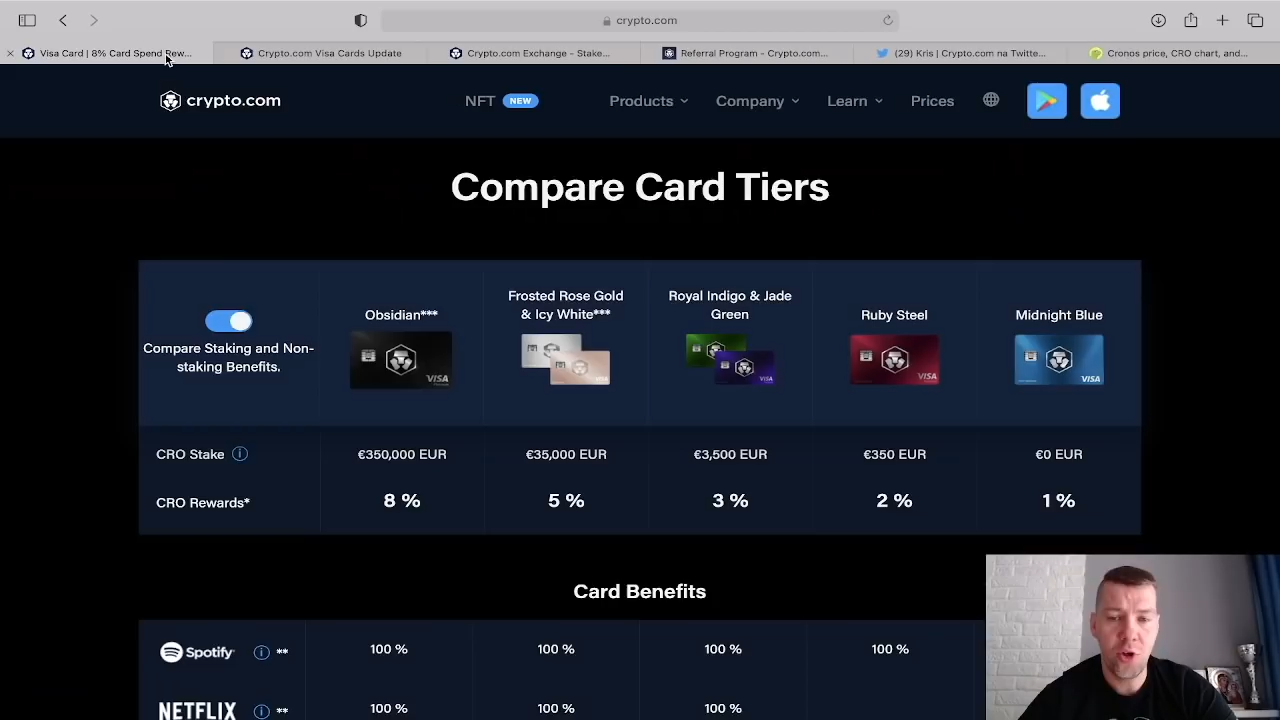 crypto.com
Visa Card | 8% Card Spend Rew...
Crypto.com Visa Cards Update
Crypto.com Exchange - Stake...
Referral Program - Crypto.com...
(29) Kris | Crypto.com na Twitte...
Cronos price, CRO chart, and...
crypto.com
NFT NEW
Products
Company
Learn
Prices
Compare Card Tiers
Compare Staking and Non-
staking Benefits.
Obsidian***
Frosted Rose Gold
& Icy White***
Royal Indigo & Jade
Green
Ruby Steel
Midnight Blue
VISA
VISA
VISA
VISA
VISA
CRO Stake €350,000 EUR €35,000 EUR €3,500 EUR €350 EUR €0 EUR
CRO Rewards* 8 % 5 % 3 % 2 % 1 %
Card Benefits
Spotify ** 100 % 100 % 100 % 100 %
NETFLIX ** 100 % 100 % 100 %